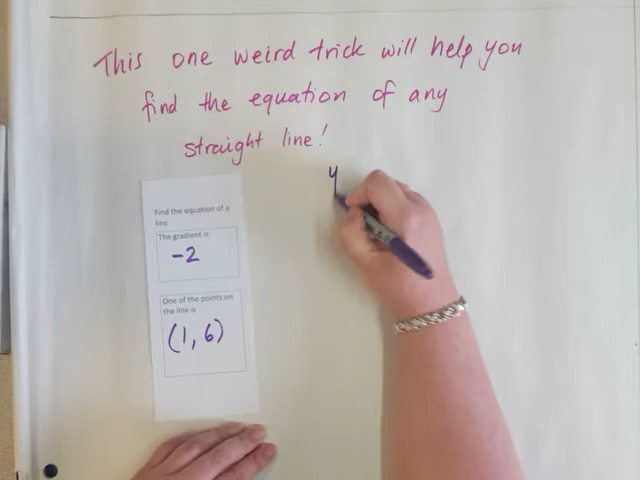 This one weird trick will help you
find the equation of any
straight line!
y
Find the equation of a
line
The gradient is
-2
One of the points on
the line is
(1, 6)